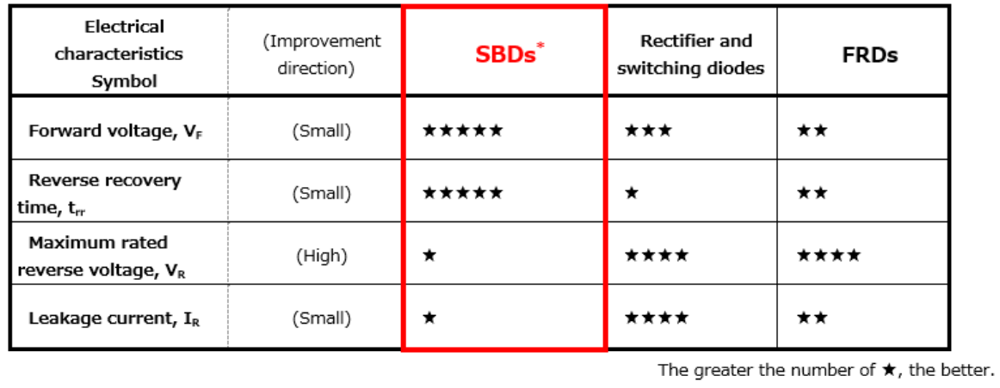 Electrical
characteristics
Symbol
(Improvement
direction)
SBDs*
Rectifier and
switching diodes
FRDs
Forward voltage, VF
(Small)
★★★★★
★★★
★★
Reverse recovery
time, trr
(Small)
★★★★★
★
★★
Maximum rated
reverse voltage, VR
(High)
★
★★★★
★★★★
Leakage current, IR
(Small)
★
★★★★
★★
The greater the number of ★, the better.